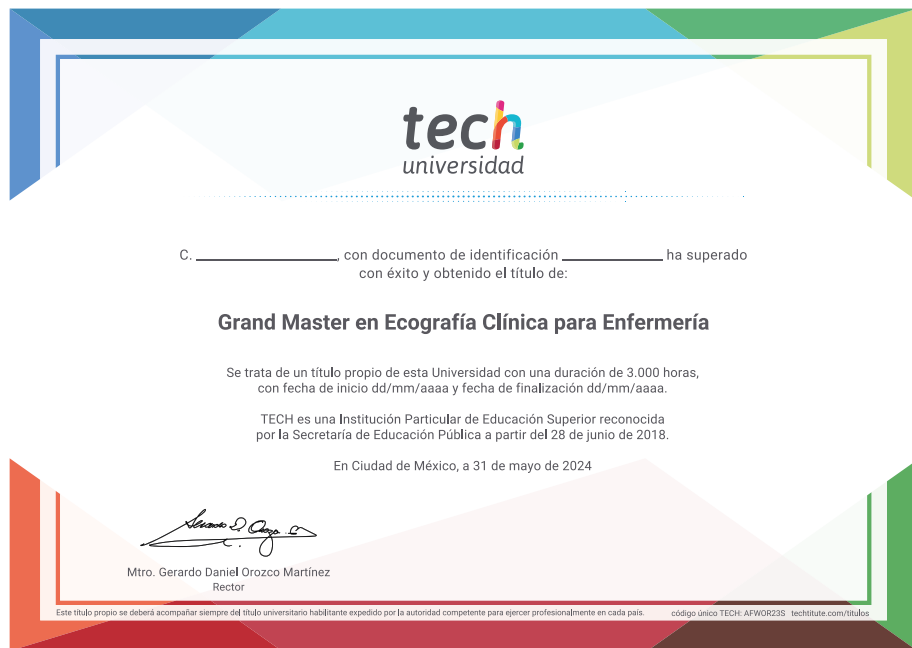 tech
universidad
C. ____________, con documento de identificación ____________ ha superado
con éxito y obtenido el título de:
Grand Master en Ecografía Clínica para Enfermería
Se trata de un título propio de esta Universidad con una duración de 3.000 horas,
con fecha de inicio dd/mm/aaaa y fecha de finalización dd/mm/aaaa.
TECH es una Institución Particular de Educación Superior reconocida
por la Secretaría de Educación Pública a partir del 28 de junio de 2018.
En Ciudad de México, a 31 de mayo de 2024
Mtro. Gerardo Daniel Orozco Martínez
Rector
Este título propio se deberá acompañar siempre del título universitario habilitante expedido por la autoridad competente para ejercer profesionalmente en cada país. código único TECH: AFWOR23S techtitute.com/titulos